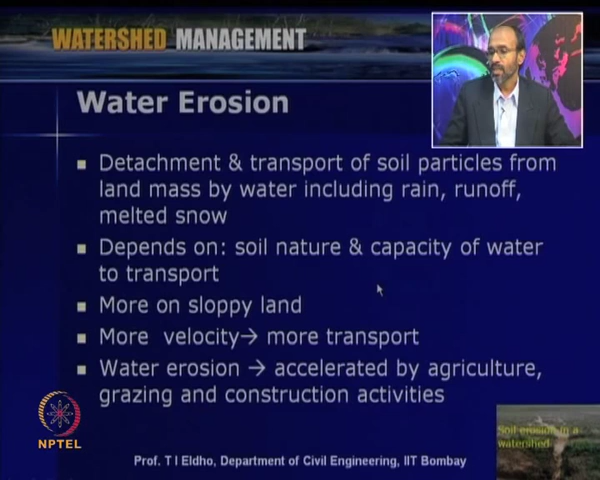 WATERSHED MANAGEMENT
Water Erosion
Detachment & transport of soil particles from
land mass by water including rain, runoff,
melted snow
Depends on: soil nature & capacity of water
to transport
More on sloppy land
More velocity→ more transport
Water erosion → accelerated by agriculture,
grazing and construction activities
NPTEL
Soil erosion in a
watershed
Prof. T I Eldho, Department of Civil Engineering, IIT Bombay